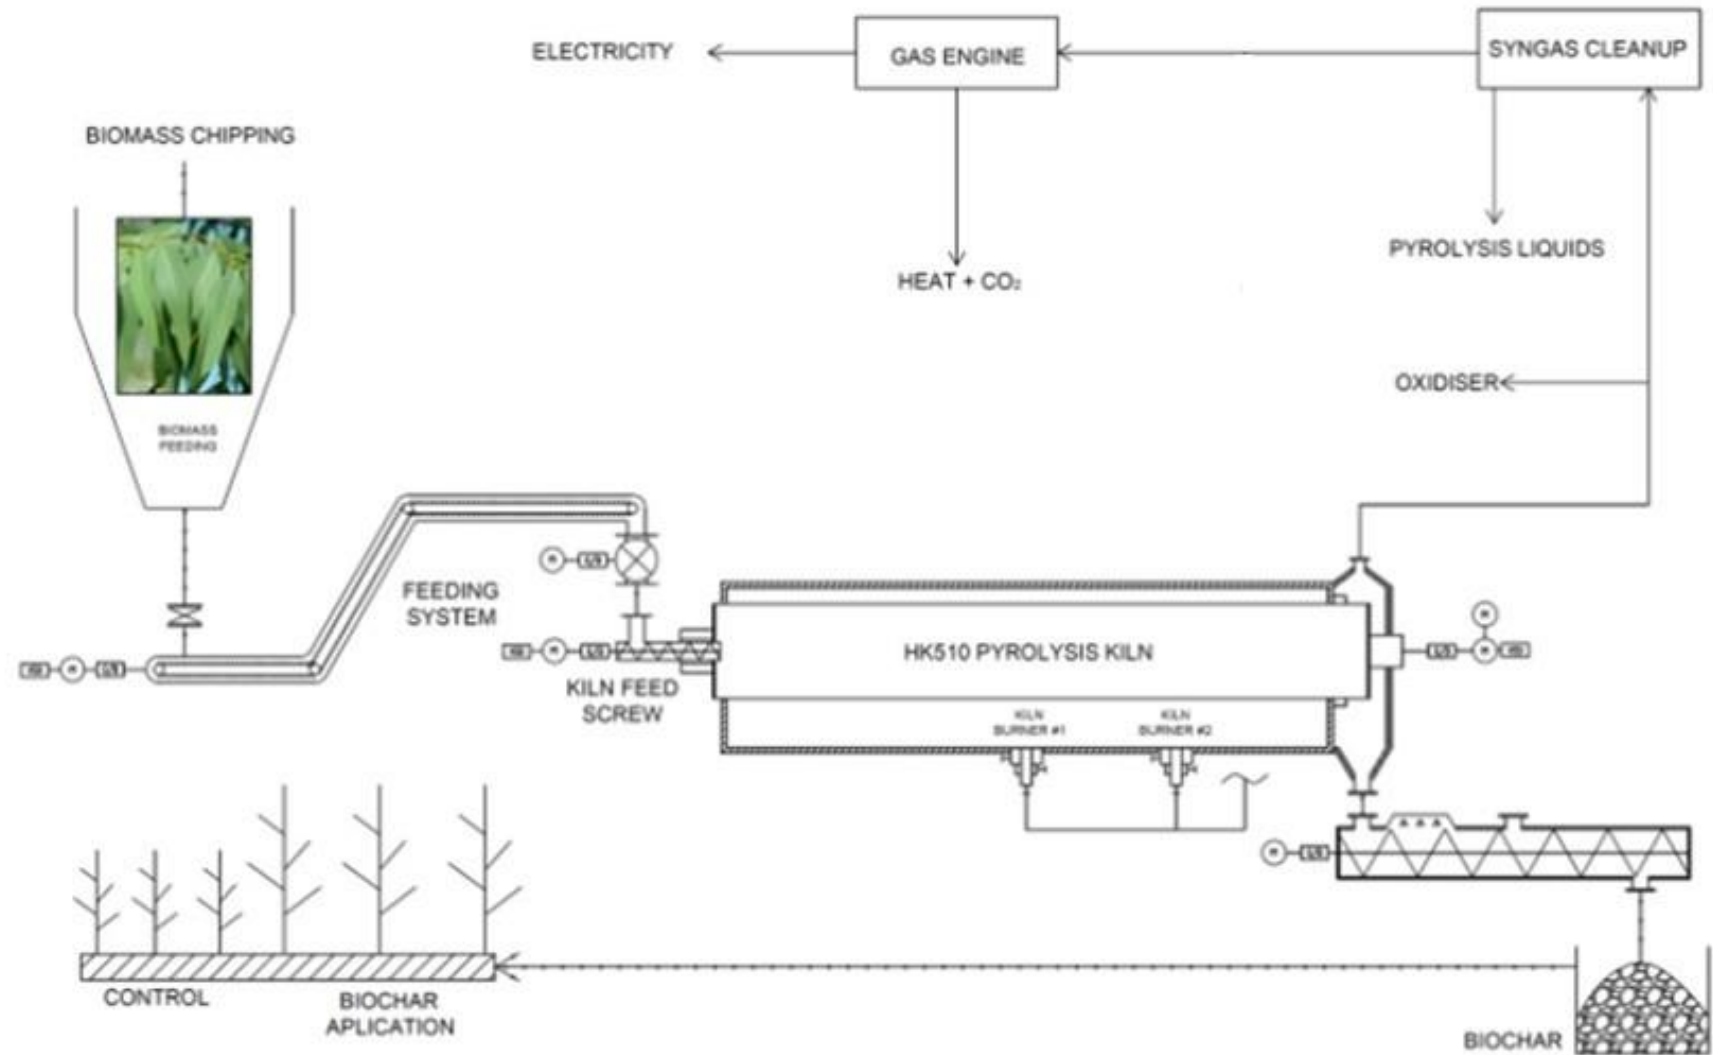 ELECTRICITY
GAS ENGINE
SYNGAS CLEANUP
BIOMASS CHIPPING
PYROLYSIS LIQUIDS
HEAT + CO₂
OXIDISER
BIOMASS
FEEDING
FEEDING
SYSTEM
HK510 PYROLYSIS KILN
KILN FEED
SCREW
KILN
BURNER #1
KILN
BURNER #2
CONTROL
BIOCHAR
APLICATION
BIOCHAR